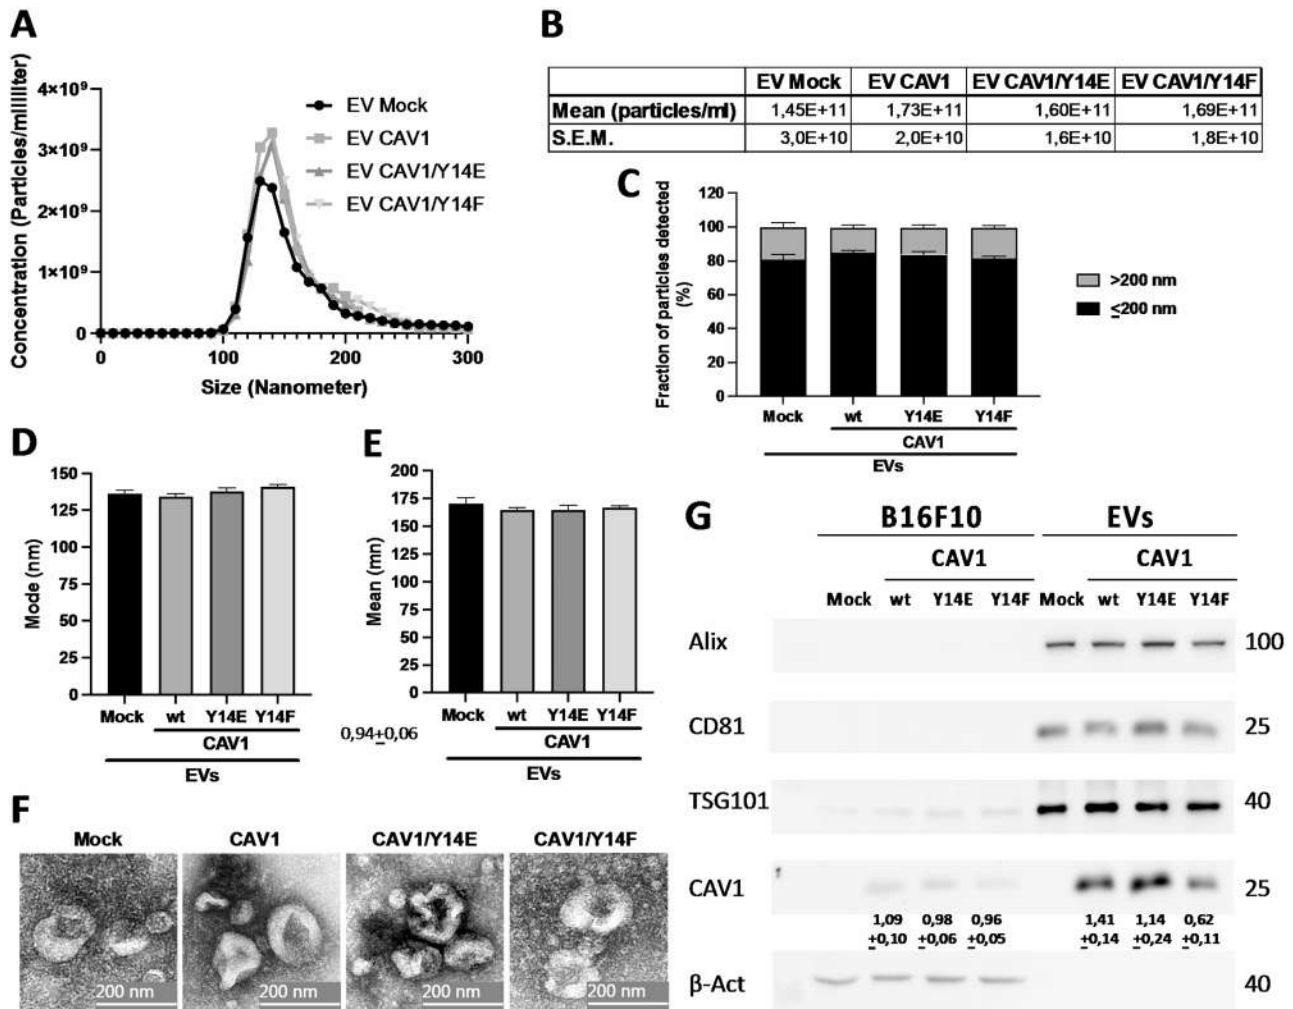 A
Concentration (Particles/milliliter)
4×10⁹
3×10⁹
2×10⁹
1×10⁹
0
0 100 200 300
Size (Nanometer)
EV Mock
EV CAV1
EV CAV1/Y14E
EV CAV1/Y14F
B
EV Mock EV CAV1 EV CAV1/Y14E EV CAV1/Y14F
Mean (particles/ml) 1,45E+11 1,73E+11 1,60E+11 1,69E+11
S.E.M. 3,0E+10 2,0E+10 1,6E+10 1,8E+10
C
Fraction of particles detected
(%)
120
100
80
60
40
20
0
Mock wt Y14E Y14F
CAV1
EVs
>200 nm
≤200 nm
D
Mode (nm)
150
125
100
75
50
25
0
Mock wt Y14E Y14F
CAV1
EVs
E
Mean (mn)
200
175
150
125
100
75
50
25
0
Mock wt Y14E Y14F
0,94±0,06
CAV1
EVs
F
Mock CAV1 CAV1/Y14E CAV1/Y14F
200 nm 200 nm 200 nm 200 nm
G
B16F10 EVs
CAV1 CAV1
Mock wt Y14E Y14F Mock wt Y14E Y14F
Alix 100
CD81 25
TSG101 40
CAV1 25
1,09 0,98 0,96 1,41 1,14 0,62
±0,10 ±0,06 ±0,05 ±0,14 ±0,24 ±0,11
β-Act 40